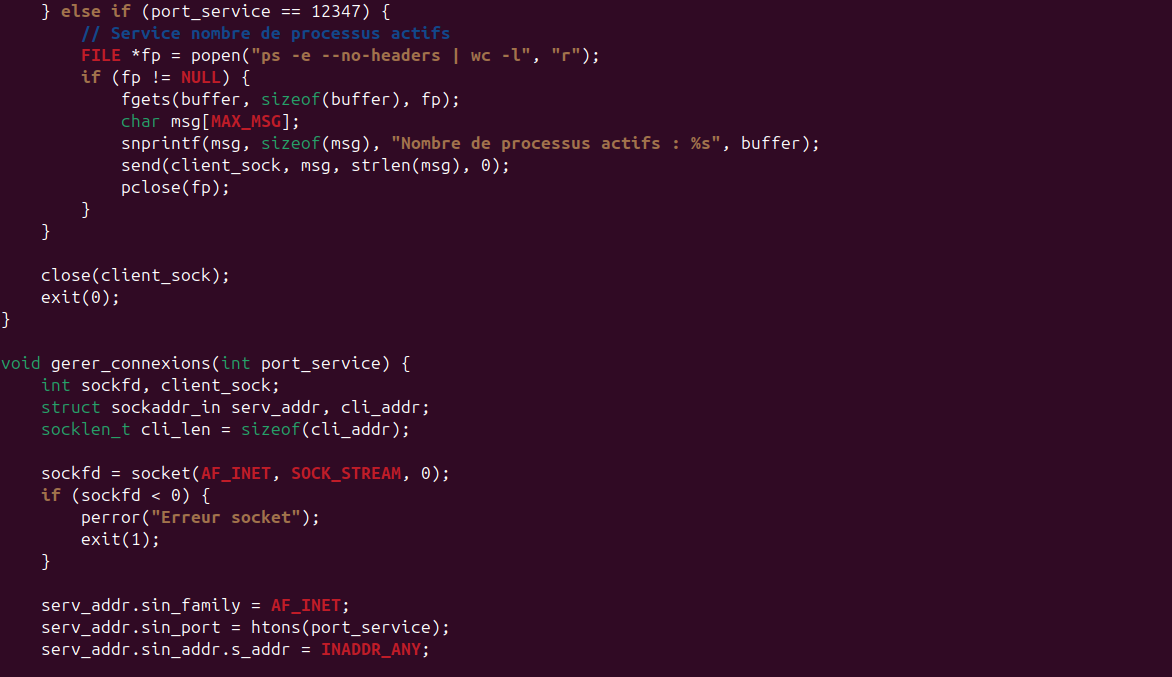 } else if (port_service == 12347) {
        // Service nombre de processus actifs
        FILE *fp = popen("ps -e --no-headers | wc -l", "r");
        if (fp != NULL) {
            fgets(buffer, sizeof(buffer), fp);
            char msg[MAX_MSG];
            snprintf(msg, sizeof(msg), "Nombre de processus actifs : %s", buffer);
            send(client_sock, msg, strlen(msg), 0);
            pclose(fp);
        }
    }

    close(client_sock);
    exit(0);
}

void gerer_connexions(int port_service) {
    int sockfd, client_sock;
    struct sockaddr_in serv_addr, cli_addr;
    socklen_t cli_len = sizeof(cli_addr);

    sockfd = socket(AF_INET, SOCK_STREAM, 0);
    if (sockfd < 0) {
        perror("Erreur socket");
        exit(1);
    }

    serv_addr.sin_family = AF_INET;
    serv_addr.sin_port = htons(port_service);
    serv_addr.sin_addr.s_addr = INADDR_ANY;